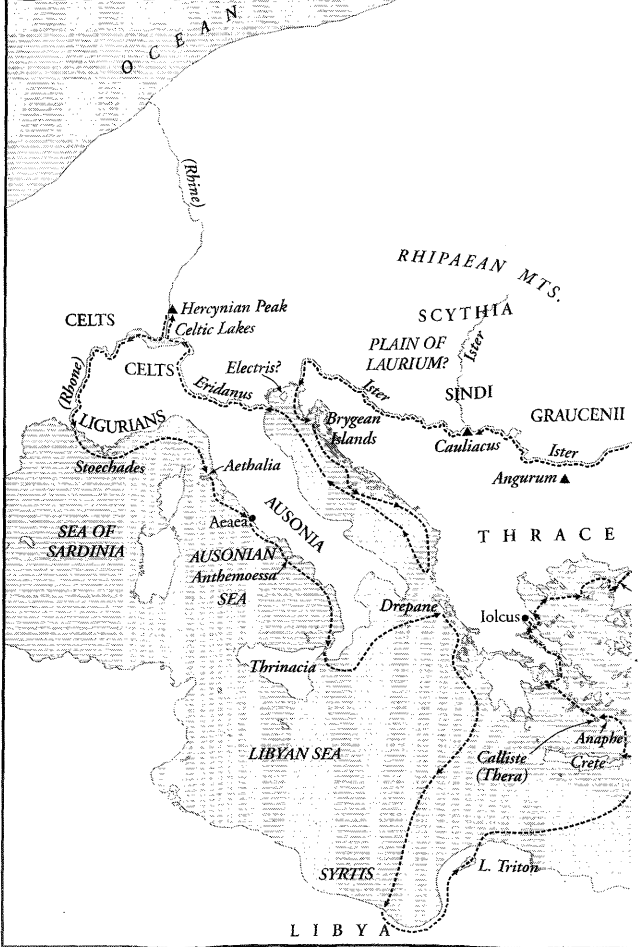 OCEAN
(Rhine)
RHIPAEAN MTS.
Hercynian Peak
Celtic Lakes
CELTS
SCYTHIA
PLAIN OF
LAURIUM?
Ister
CELTS
Electris?
(Rhone)
Eridanus
Ister
SINDI
GRAUCENII
LIGURIANS
Brygean
Islands
Cauliacus
Ister
Stoechades
Aethalia
Angurum
Aeaea
AUSONIA
SEA OF
SARDINIA
AUSONIAN
Anthemoessa
SEA
THRACE
Drepane
Iolcus
Thrinacia
Anaphe
LIBYAN SEA
Calliste
(Thera)
Crete
SYRTIS
L. Triton
LIBYA